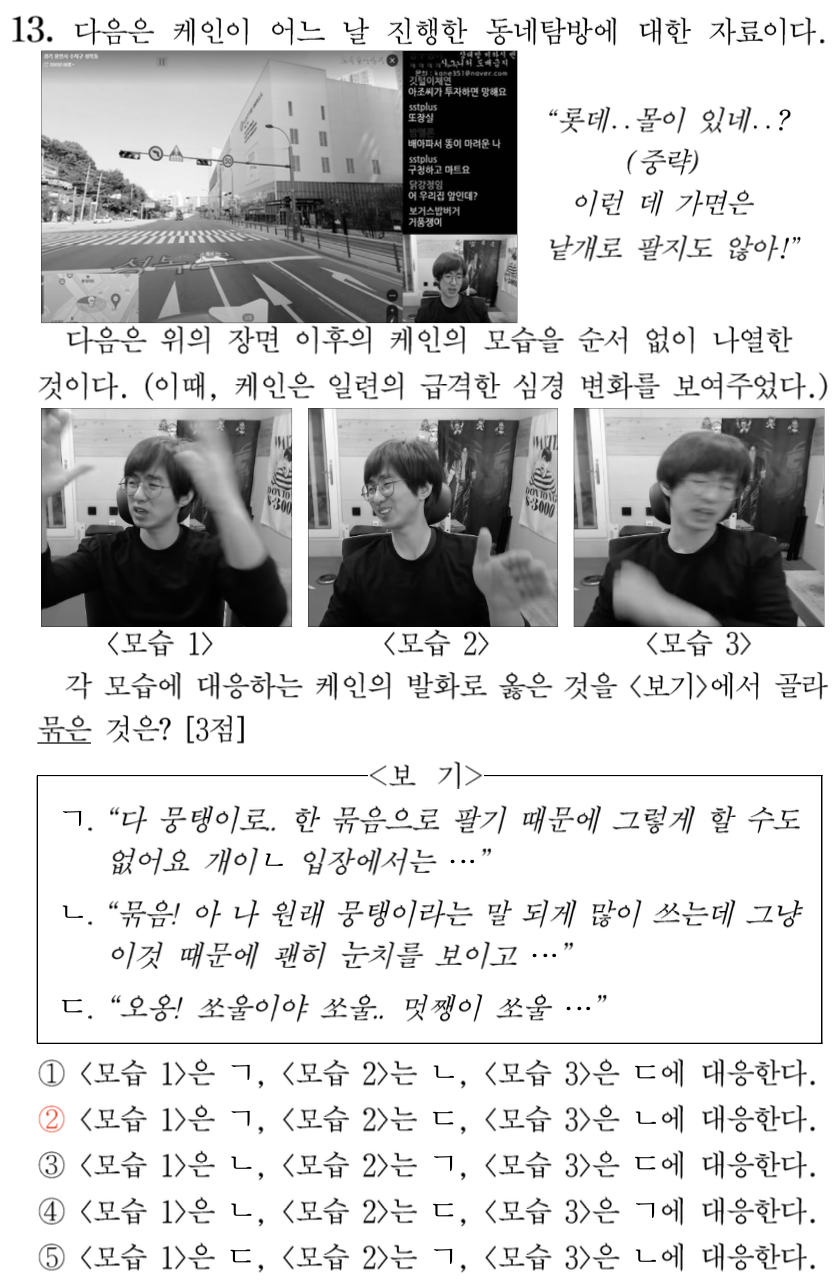 13. 다음은 케인이 어느 날 진행한 동네탐방에 대한 자료이다.
문의 : kane351@naver.com
깃털이제연
아조씨가 투자하면 망해요
sstplus
또장실
배아파서 똥이 마려운 나
sstplus
구청하고 마트요
닭강정임
어 우리집 앞인데?
보거스밥버거
거품쟁이
“롯데..몰이 있네..?
(중략)
이런 데 가면은
낱개로 팔지도 않아!”
다음은 위의 장면 이후의 케인의 모습을 순서 없이 나열한
것이다. (이때, 케인은 일련의 급격한 심경 변화를 보여주었다.)
<모습 1>
<모습 2>
<모습 3>
각 모습에 대응하는 케인의 발화로 옳은 것을 <보기>에서 골라
묶은 것은? [3점]
<보 기>
ㄱ. “다 뭉탱이로.. 한 묶음으로 팔기 때문에 그렇게 할 수도
없어요 개이ㄴ 입장에서는 …”
ㄴ. “묶음! 아 나 원래 뭉탱이라는 말 되게 많이 쓰는데 그냥
이것 때문에 괜히 눈치를 보이고 …”
ㄷ. “오옹! 쏘울이야 쏘울.. 멋쨍이 쏘울 …”
① <모습 1>은 ㄱ, <모습 2>는 ㄴ, <모습 3>은 ㄷ에 대응한다.
② <모습 1>은 ㄱ, <모습 2>는 ㄷ, <모습 3>은 ㄴ에 대응한다.
③ <모습 1>은 ㄴ, <모습 2>는 ㄱ, <모습 3>은 ㄷ에 대응한다.
④ <모습 1>은 ㄴ, <모습 2>는 ㄷ, <모습 3>은 ㄱ에 대응한다.
⑤ <모습 1>은 ㄷ, <모습 2>는 ㄱ, <모습 3>은 ㄴ에 대응한다.